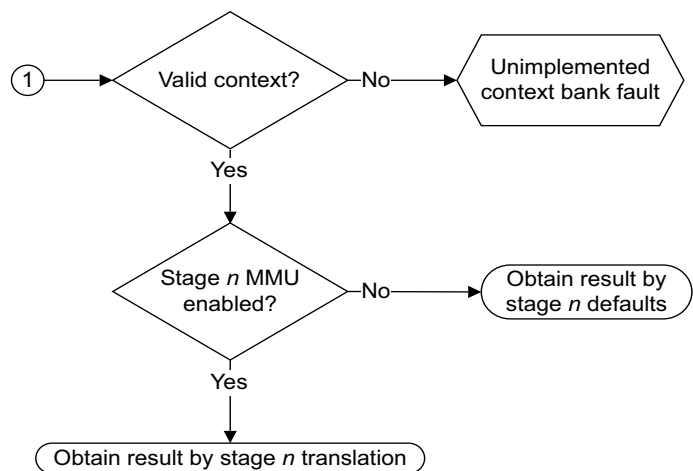 1
Valid context?
No
Unimplemented
context bank fault
Yes
Stage n MMU
enabled?
No
Obtain result by
stage n defaults
Yes
Obtain result by stage n translation